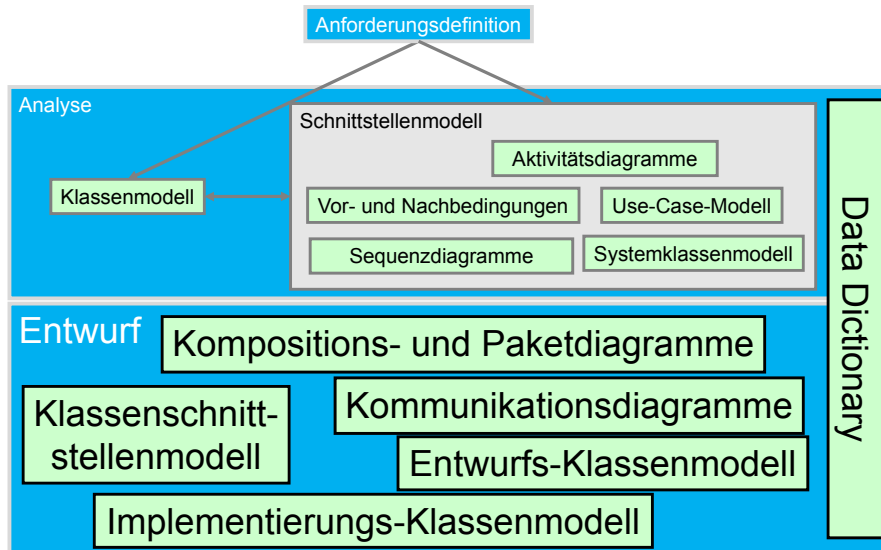 Anforderungsdefinition
Analyse
Schnittstellenmodell
Aktivitätsdiagramme
Klassenmodell
Vor- und Nachbedingungen
Use-Case-Modell
Sequenzdiagramme
Systemklassenmodell
Data Dictionary
Entwurf
Kompositions- und Paketdiagramme
Klassenschnitt-
stellenmodell
Kommunikationsdiagramme
Entwurfs-Klassenmodell
Implementierungs-Klassenmodell